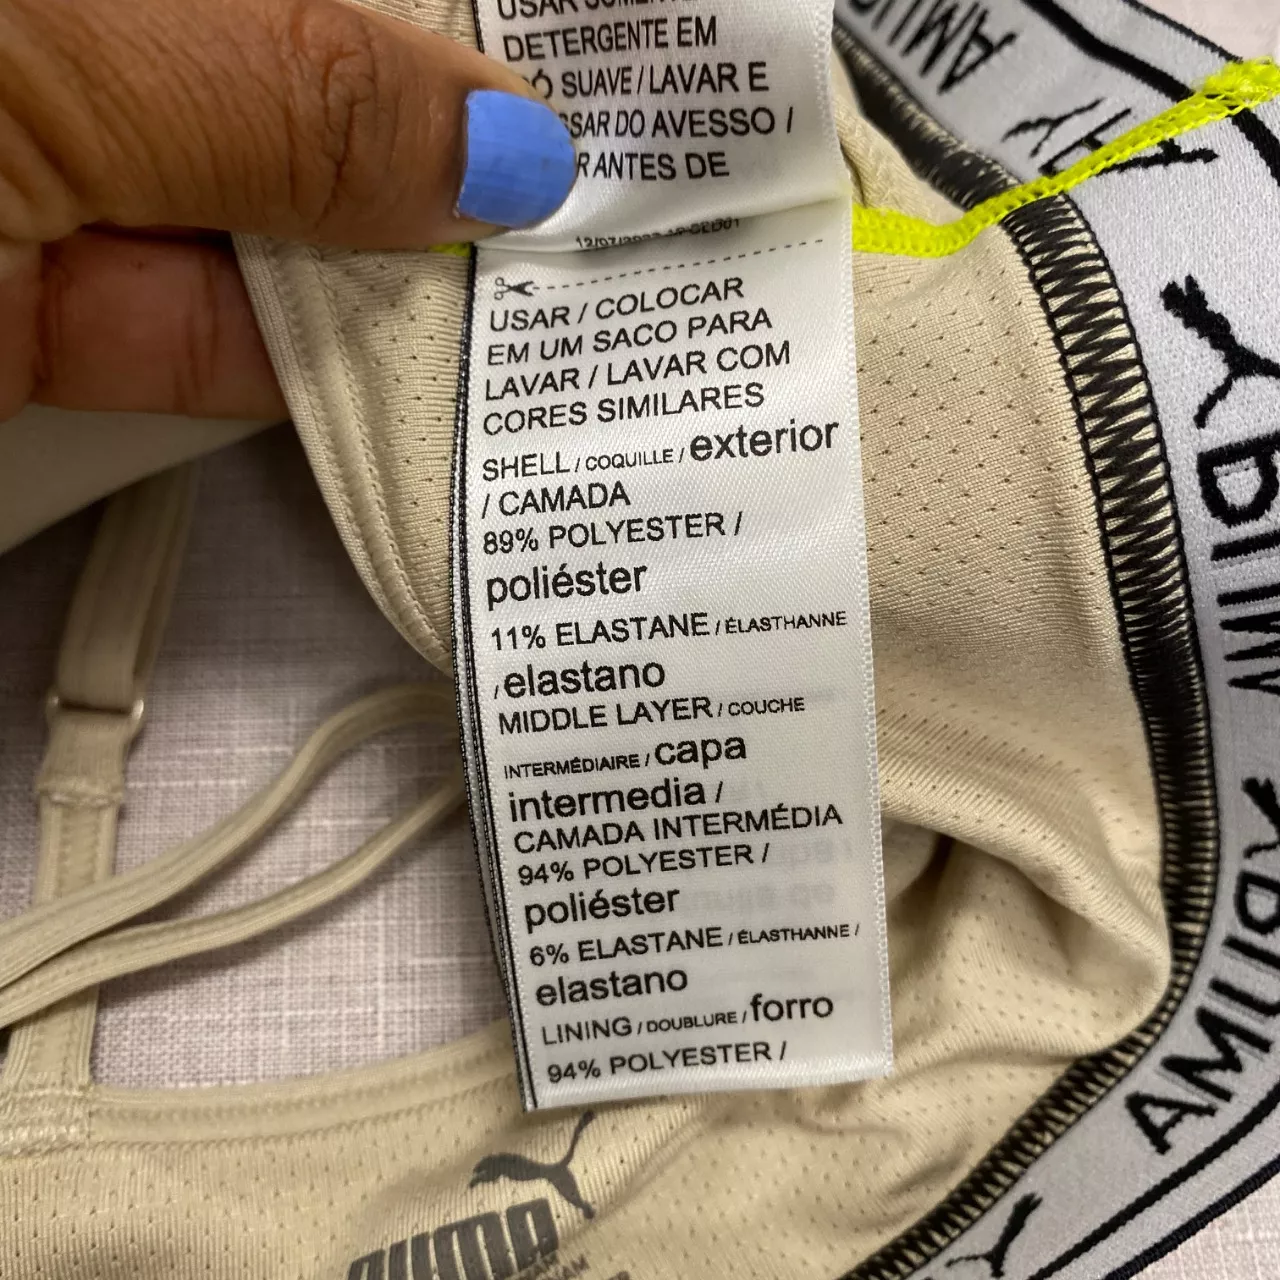 USAR
DETERGENTE EM
SUAVE / LAVAR E
DO AVESSO /
DE
USAR / COLOCAR
EM UM SACO PARA
LAVAR / LAVAR COM
CORES SIMILARES
SHELL / COQUILLE / exterior
/ CAMADA
89% POLYESTER /
poliéster
11% ELASTANE / ÉLASTHANNE
/ elastano
MIDDLE LAYER / COUCHE
INTERMÉDIAIRE / capa
intermedia /
CAMADA INTERMÉDIA
94% POLYESTER /
poliéster
6% ELASTANE / ÉLASTHANNE /
elastano
LINING / DOUBLURE / forro
94% POLYESTER /
PUMA